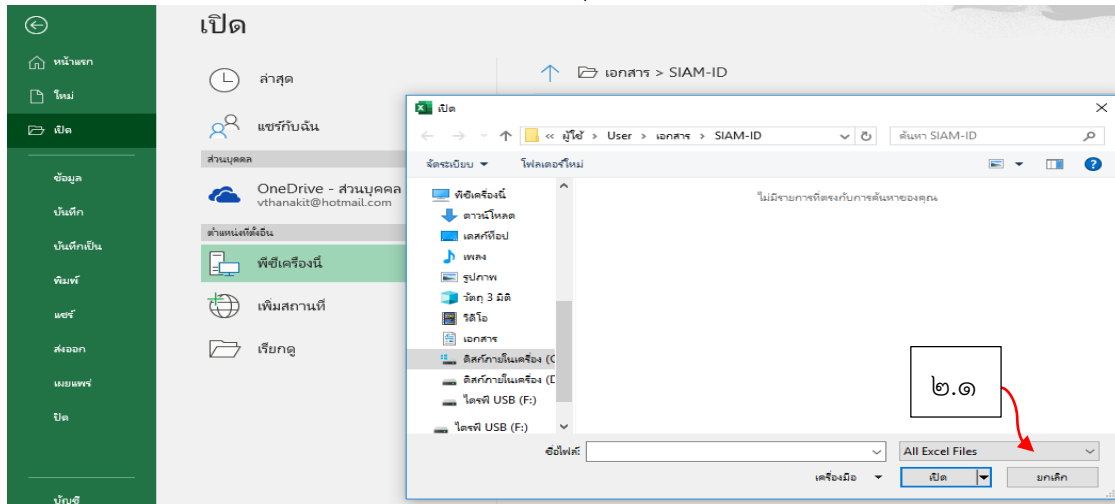 เปิด
หน้าแรก
ใหม่
เปิด
ข้อมูล
บันทึก
บันทึกเป็น
พิมพ์
แชร์
ส่งออก
เผยแพร่
ปิด
บัญชี
ล่าสุด
แชร์กับฉัน
ส่วนบุคคล
OneDrive - ส่วนบุคคล
vthanakit@hotmail.com
ตำแหน่งที่ตั้งอื่น
พีซีเครื่องนี้
เพิ่มสถานที่
เรียกดู
เอกสาร > SIAM-ID
เปิด
« ผู้ใช้ > User > เอกสาร > SIAM-ID
ค้นหา SIAM-ID
จัดระเบียบ โฟลเดอร์ใหม่
พีซีเครื่องนี้
ดาวน์โหลด
เดสก์ท็อป
เพลง
รูปภาพ
วัตถุ 3 มิติ
วิดีโอ
เอกสาร
ดิสก์ภายในเครื่อง (C
ดิสก์ภายในเครื่อง (D
ไดรฟ์ USB (F:)
ไดรฟ์ USB (F:)
ไม่มีรายการที่ตรงกับการค้นหาของคุณ
๒.๑
ชื่อไฟล์:
All Excel Files
เครื่องมือ
เปิด
ยกเลิก